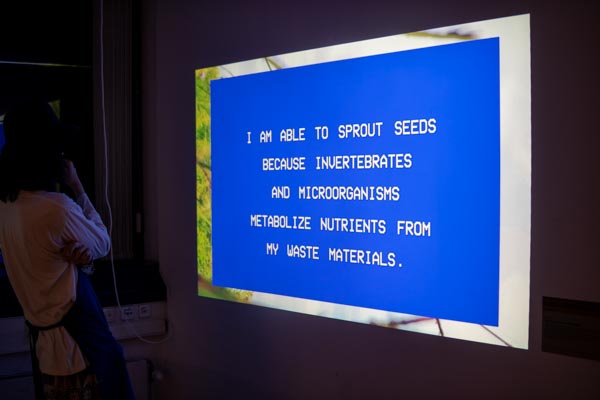 I AM ABLE TO SPROUT SEEDS
BECAUSE INVERTEBRATES
AND MICROORGANISMS
METABOLIZE NUTRIENTS FROM
MY WASTE MATERIALS.